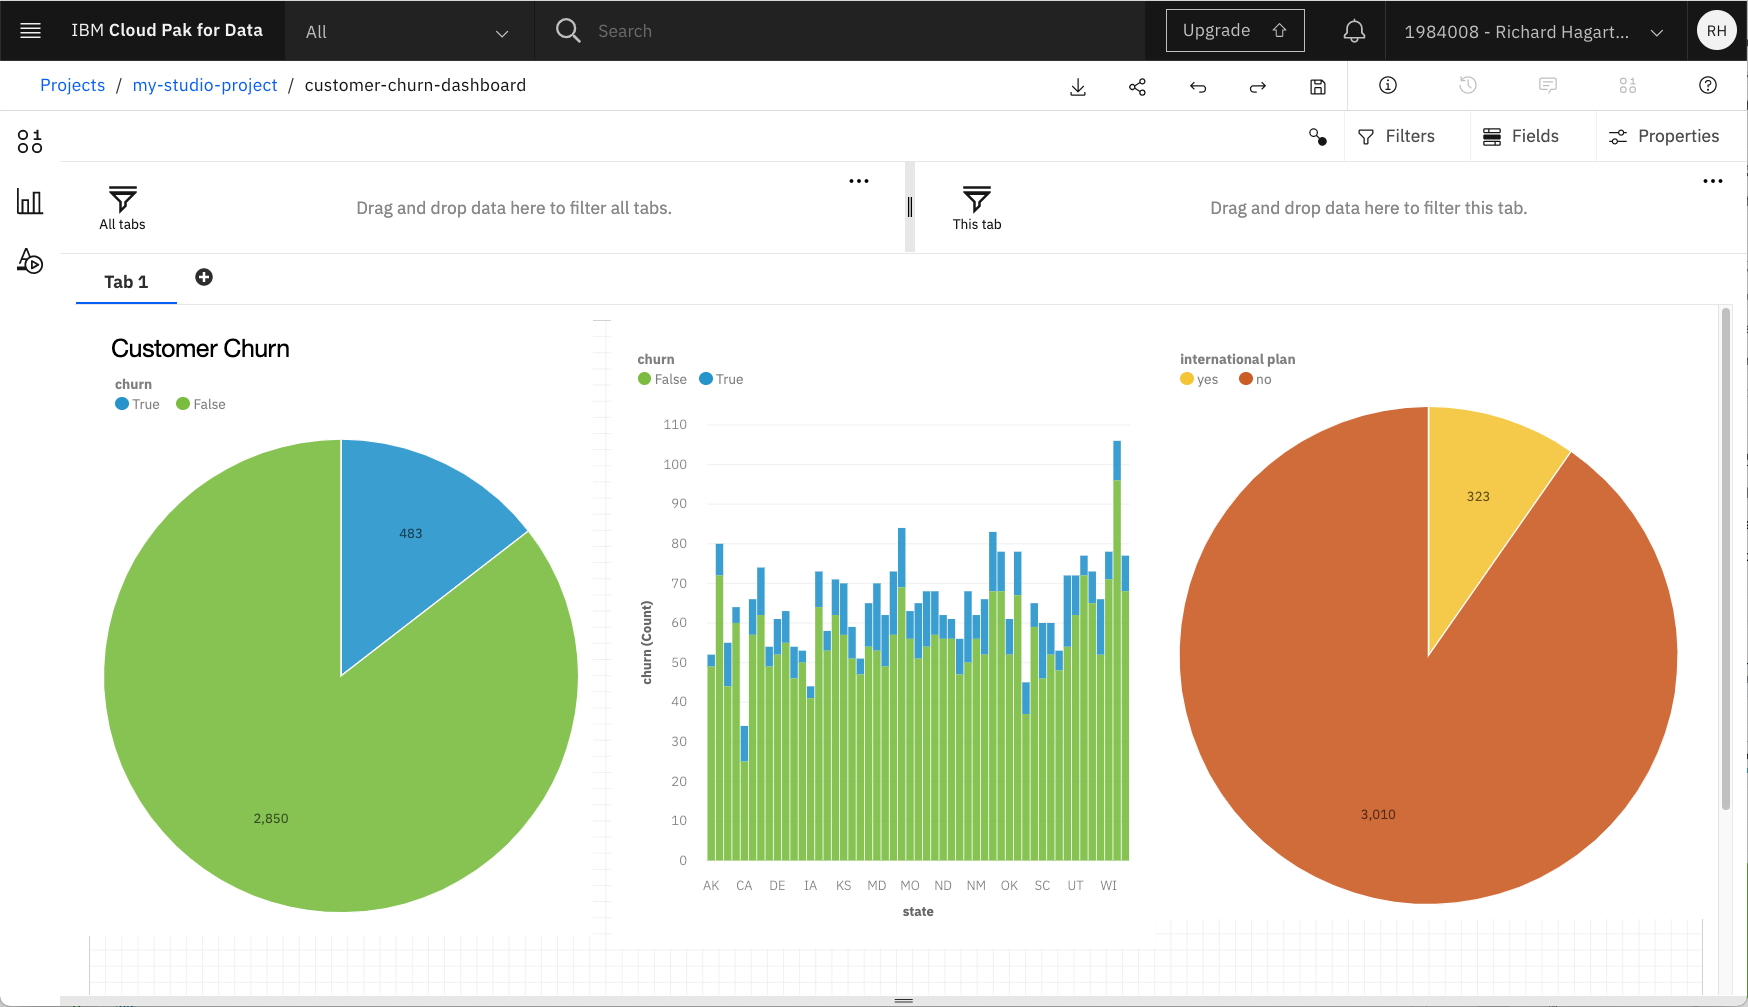 IBM Cloud Pak for Data
All
Search
Upgrade
1984008 - Richard Hagart...
RH
Projects / my-studio-project / customer-churn-dashboard
Filters
Fields
Properties
All tabs
Drag and drop data here to filter all tabs.
This tab
Drag and drop data here to filter this tab.
Tab 1
Customer Churn
churn
True False
483
2,850
churn
False True
110
100
90
80
70
60
50
40
30
20
10
0
churn (Count)
AK CA DE IA KS MD MO ND NM OK SC UT WI
state
international plan
yes no
323
3,010